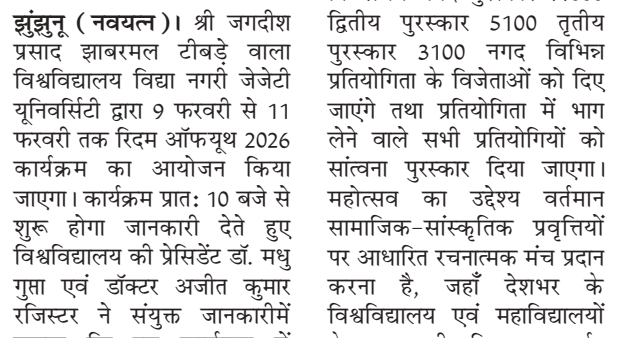 झुंझुनू ( नवयत्न )। श्री जगदीश
प्रसाद झाबरमल टीबड़े वाला
विश्वविद्यालय विद्या नगरी जेजेटी
यूनिवर्सिटी द्वारा 9 फरवरी से 11
फरवरी तक रिदम ऑफयूथ 2026
कार्यक्रम का आयोजन किया
जाएगा। कार्यक्रम प्रात: 10 बजे से
शुरू होगा जानकारी देते हुए
विश्वविद्यालय की प्रेसिडेंट डॉ. मधु
गुप्ता एवं डॉक्टर अजीत कुमार
रजिस्टर ने संयुक्त जानकारीमें
द्वितीय पुरस्कार 5100 तृतीय
पुरस्कार 3100 नगद विभिन्न
प्रतियोगिता के विजेताओं को दिए
जाएंगे तथा प्रतियोगिता में भाग
लेने वाले सभी प्रतियोगियों को
सांत्वना पुरस्कार दिया जाएगा।
महोत्सव का उद्देश्य वर्तमान
सामाजिक-सांस्कृतिक प्रवृत्तियों
पर आधारित रचनात्मक मंच प्रदान
करना है, जहाँ देशभर के
विश्वविद्यालय एवं महाविद्यालयों